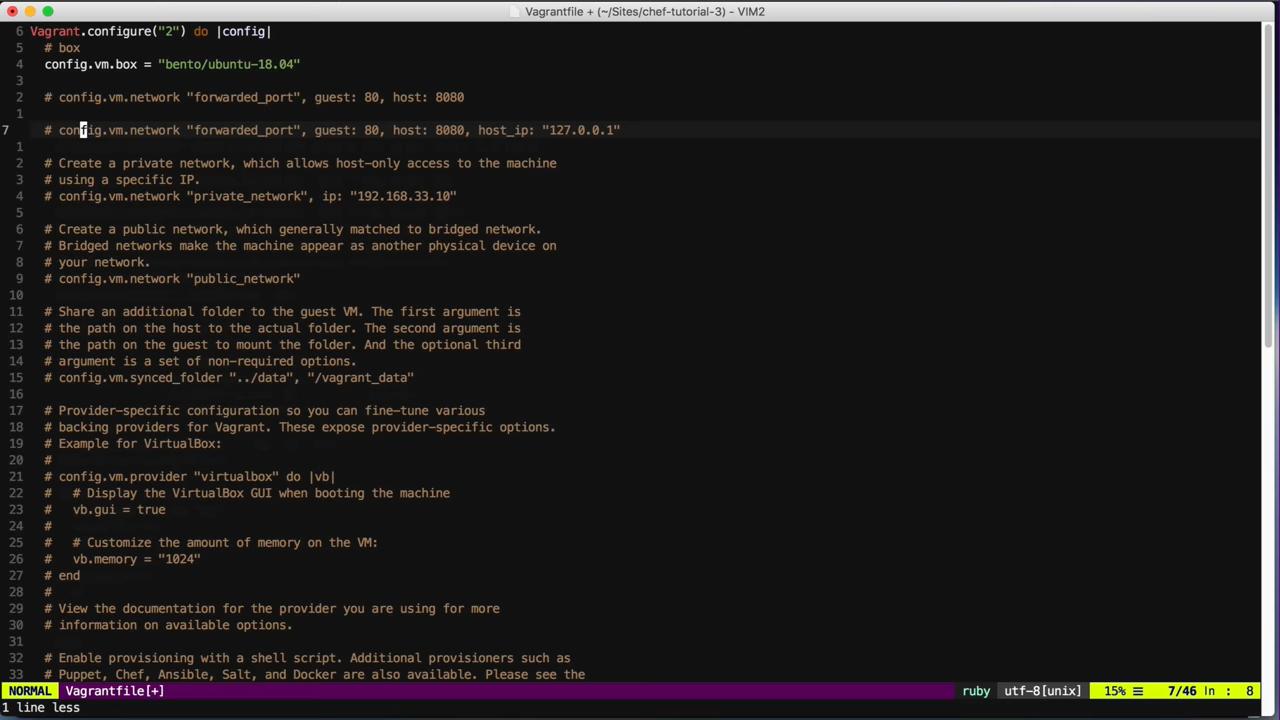 Vagrantfile + (~/Sites/chef-tutorial-3) - VIM2
6 Vagrant.configure("2") do |config|
5 # box
4 config.vm.box = "bento/ubuntu-18.04"
3
2 # config.vm.network "forwarded_port", guest: 80, host: 8080
1
7 # config.vm.network "forwarded_port", guest: 80, host: 8080, host_ip: "127.0.0.1"
1
2 # Create a private network, which allows host-only access to the machine
3 # using a specific IP.
4 # config.vm.network "private_network", ip: "192.168.33.10"
5
6 # Create a public network, which generally matched to bridged network.
7 # Bridged networks make the machine appear as another physical device on
8 # your network.
9 # config.vm.network "public_network"
10
11 # Share an additional folder to the guest VM. The first argument is
12 # the path on the host to the actual folder. The second argument is
13 # the path on the guest to mount the folder. And the optional third
14 # argument is a set of non-required options.
15 # config.vm.synced_folder "../data", "/vagrant_data"
16
17 # Provider-specific configuration so you can fine-tune various
18 # backing providers for Vagrant. These expose provider-specific options.
19 # Example for VirtualBox:
20 #
21 # config.vm.provider "virtualbox" do |vb|
22 #   # Display the VirtualBox GUI when booting the machine
23 #   vb.gui = true
24 #
25 #   # Customize the amount of memory on the VM:
26 #   vb.memory = "1024"
27 # end
28 #
29 # View the documentation for the provider you are using for more
30 # information on available options.
31
32 # Enable provisioning with a shell script. Additional provisioners such as
33 # Puppet, Chef, Ansible, Salt, and Docker are also available. Please see the
NORMAL Vagrantfile[+] ruby utf-8[unix] 15% ☰ 7/46 ln : 8
1 line less